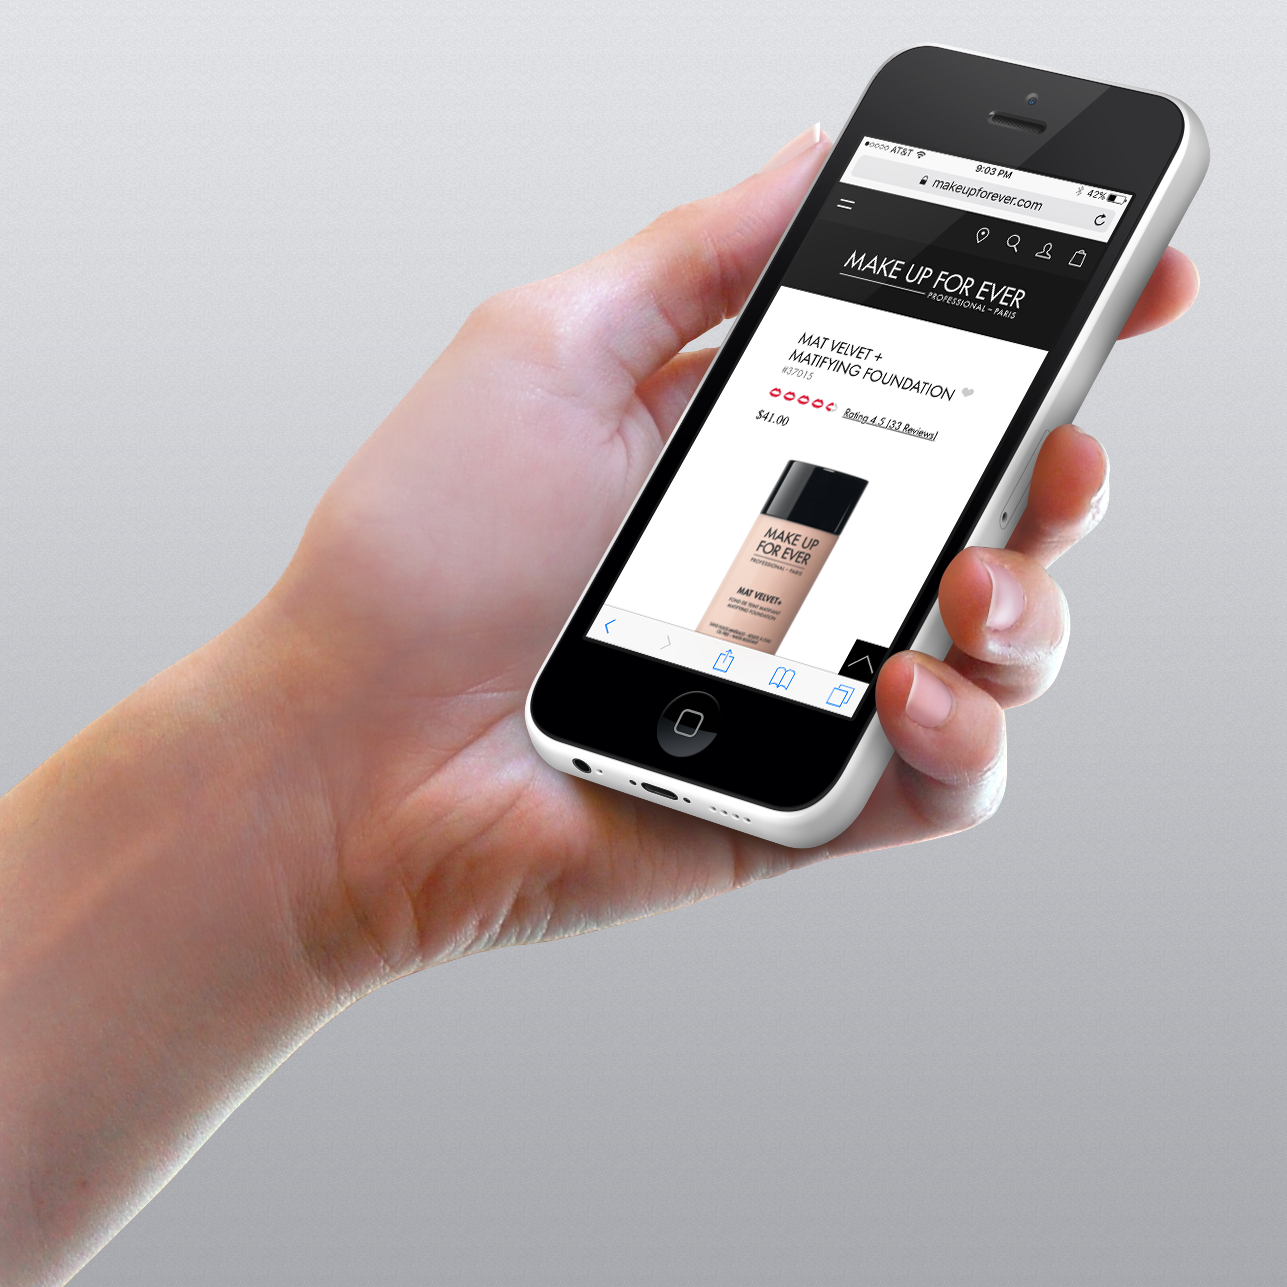 AT&T
9:03 PM
42%
makeupforever.com
MAKE UP FOR EVER
PROFESSIONAL – PARIS
MAT VELVET +
MATIFYING FOUNDATION
#37015
Rating 4.5 (33 Reviews)
$41.00
MAKE UP
FOR EVER
PROFESSIONAL – PARIS
MAT VELVET+
FOND DE TEINT MATIFIANT
MATIFYING FOUNDATION